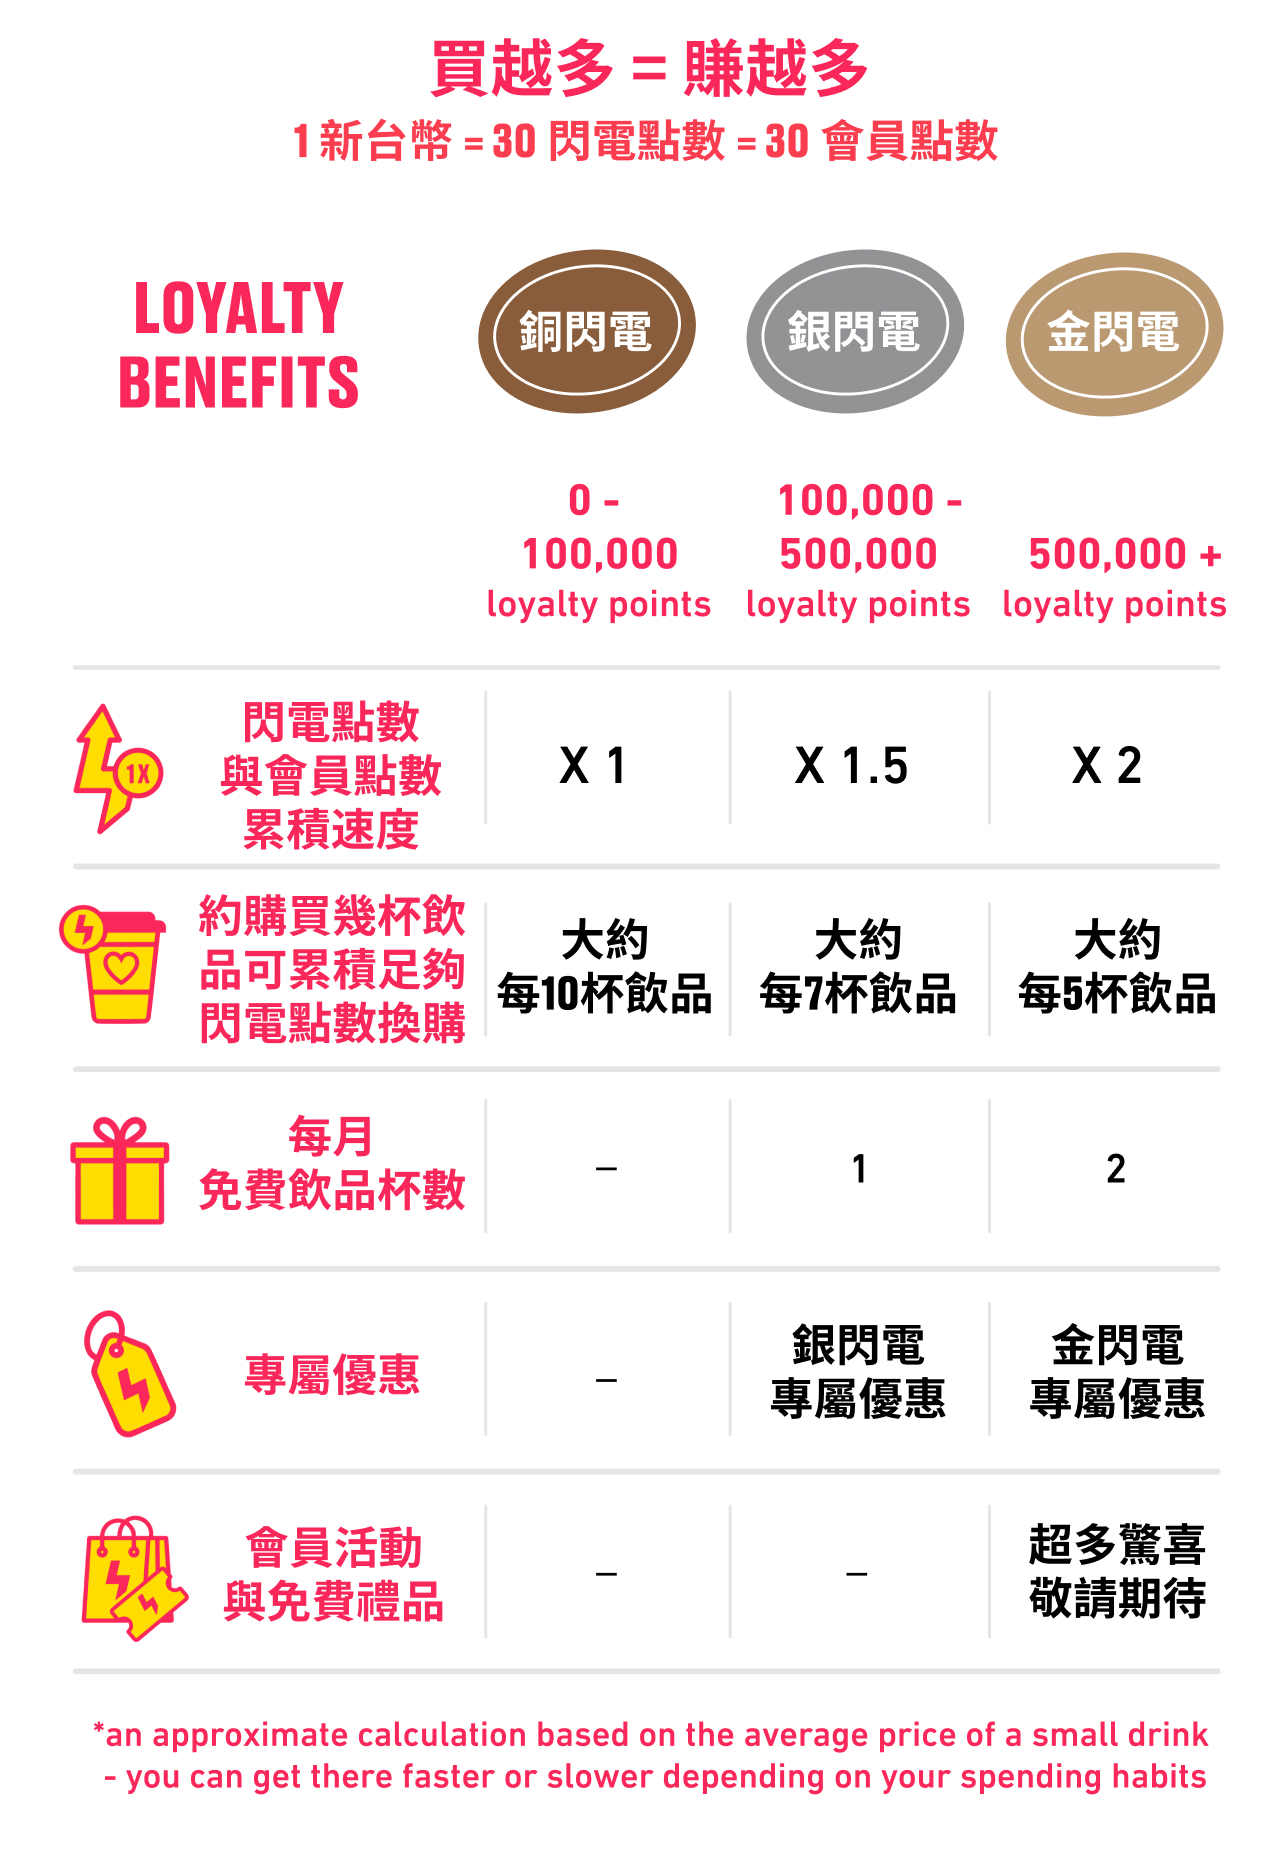 買越多 = 賺越多
1 新台幣 = 30 閃電點數 = 30 會員點數
LOYALTY
BENEFITS
銅閃電
銀閃電
金閃電
0 -
100,000
loyalty points
100,000 -
500,000
loyalty points
500,000 +
loyalty points
1X
閃電點數
與會員點數
累積速度
X 1
X 1.5
X 2
約購買幾杯飲
品可累積足夠
閃電點數換購
大約
每10杯飲品
大約
每7杯飲品
大約
每5杯飲品
每月
免費飲品杯數
–
1
2
專屬優惠
–
銀閃電
專屬優惠
金閃電
專屬優惠
會員活動
與免費禮品
–
–
超多驚喜
敬請期待
*an approximate calculation based on the average price of a small drink
- you can get there faster or slower depending on your spending habits